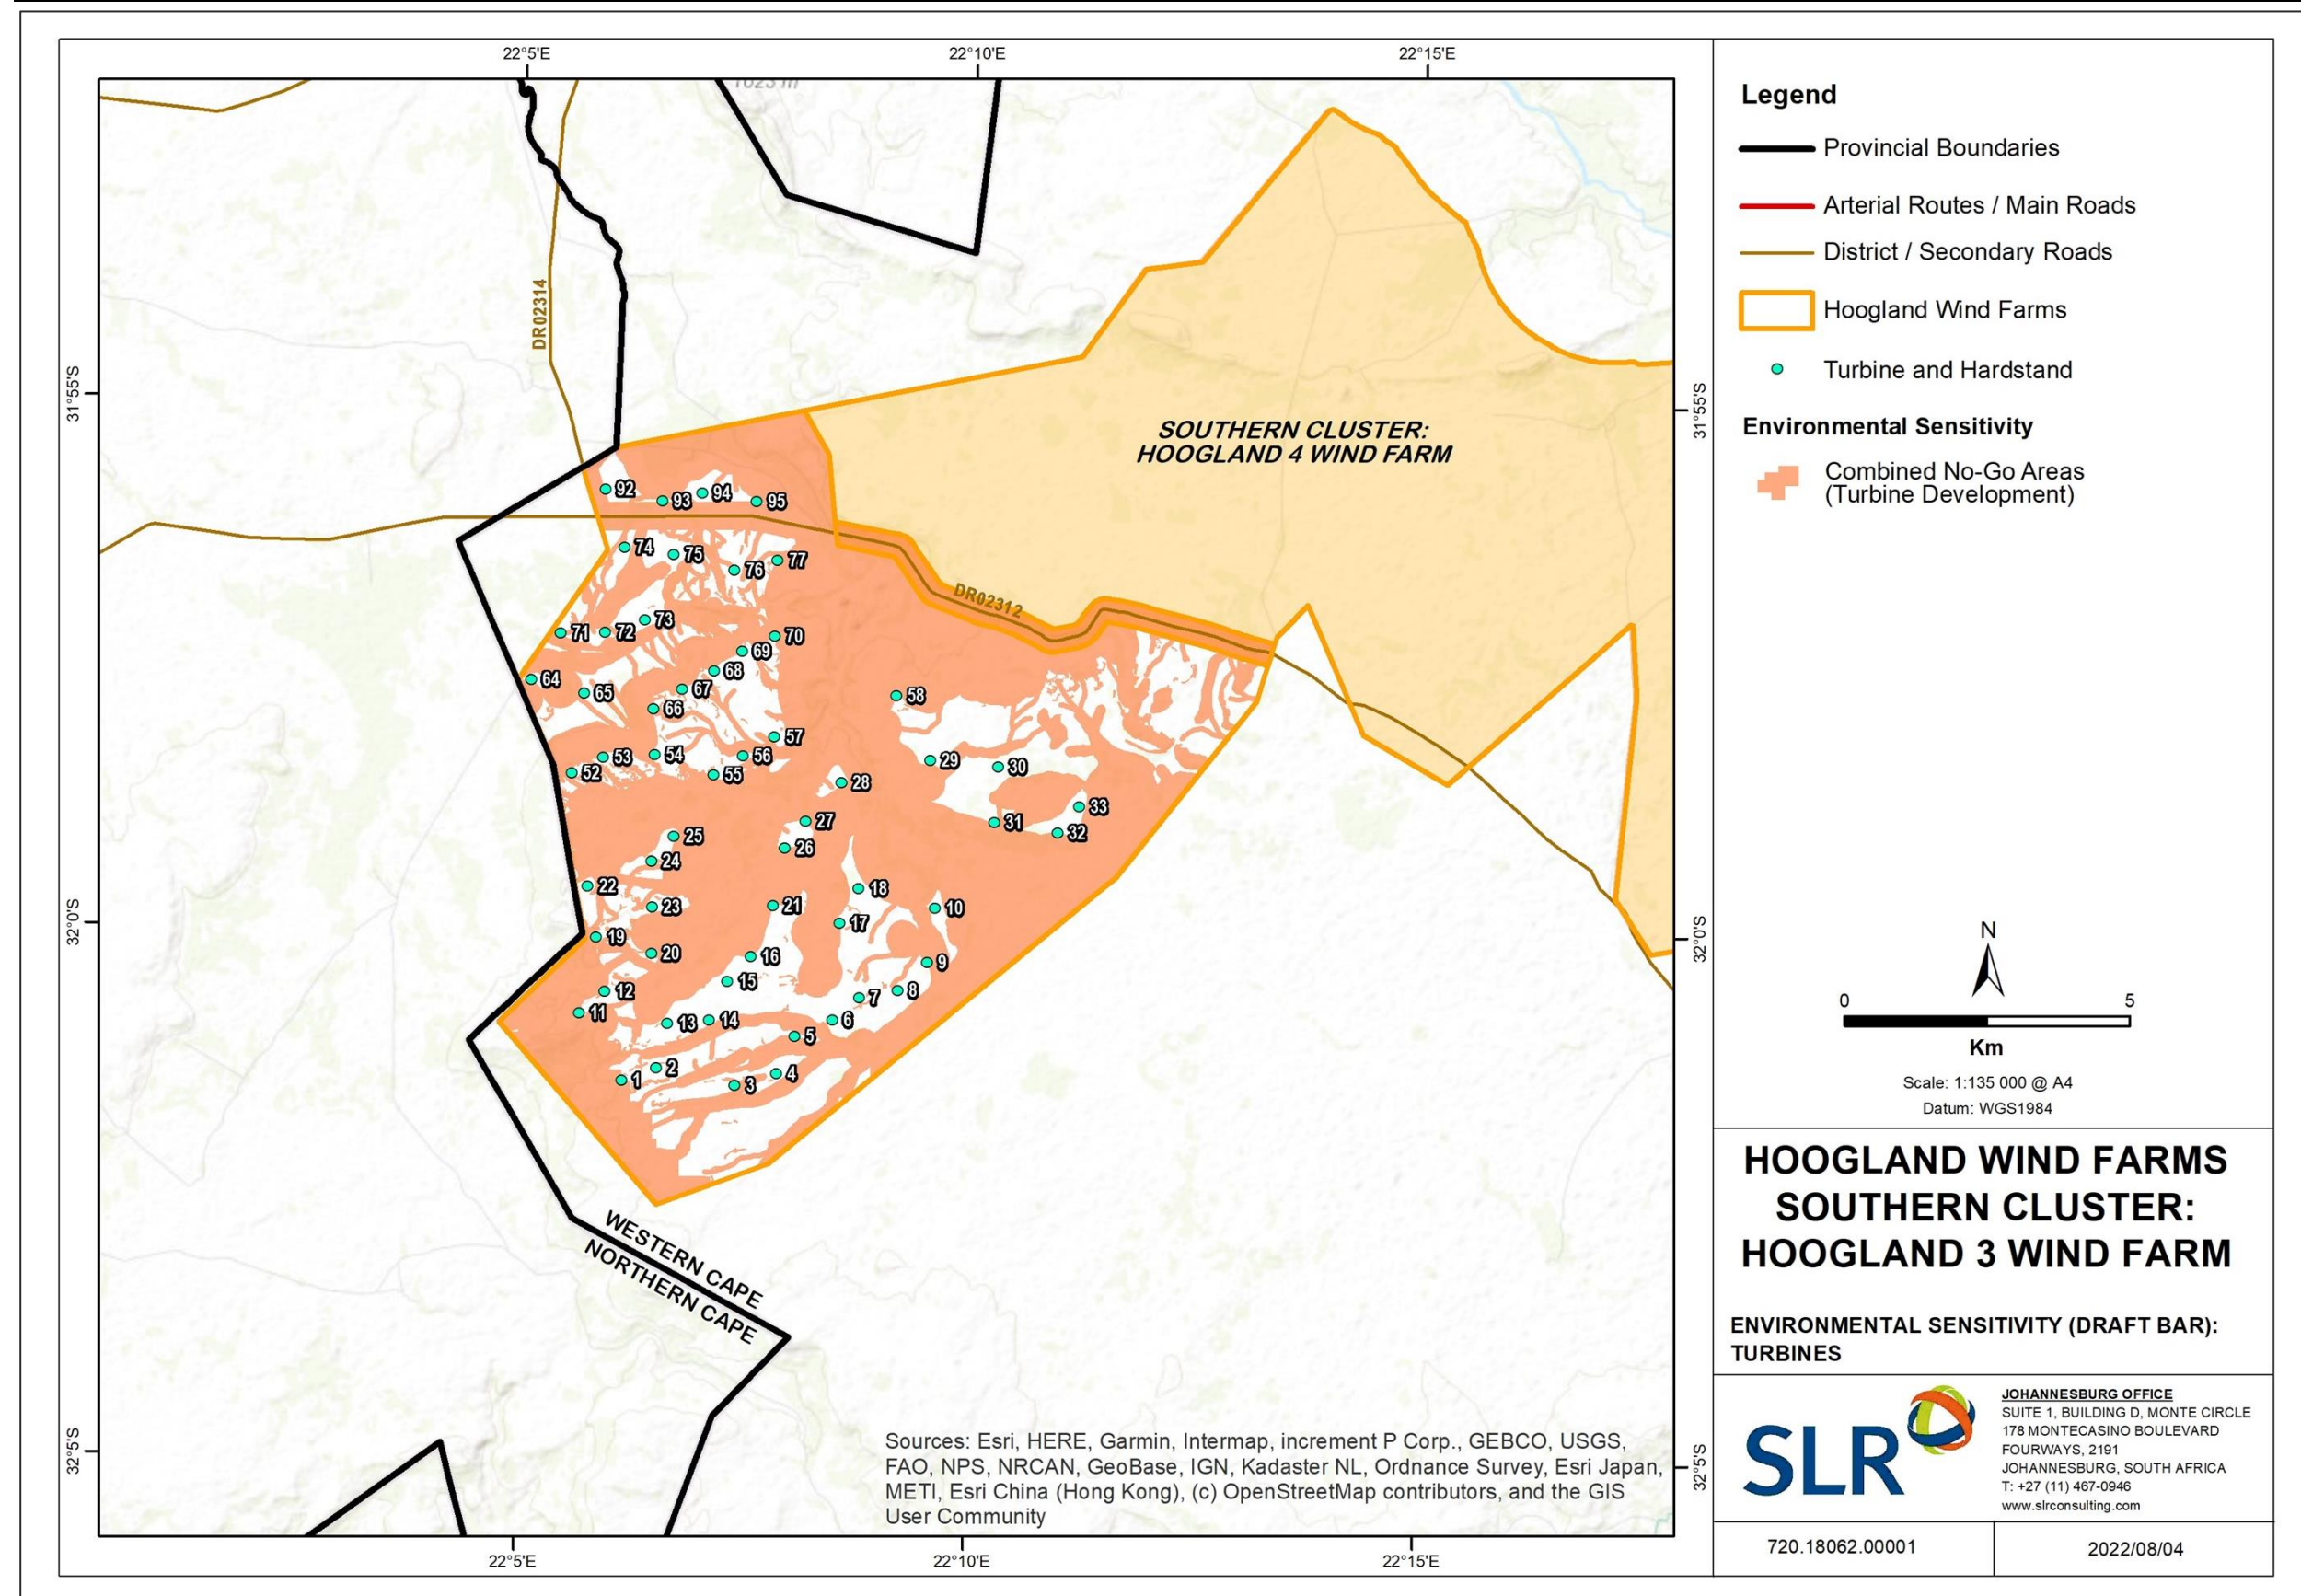 22°5'E
22°10'E
22°15'E
1623 m
31°55'S
31°55'S
DR02314
SOUTHERN CLUSTER:
HOOGLAND 4 WIND FARM
92
93
94
95
74
75
76
77
DR02312
71
72
73
70
69
68
64
65
67
66
58
57
56
54
53
52
55
29
30
28
33
27
31
32
25
26
24
22
18
23
21
10
17
32°0'S
32°0'S
19
20
16
9
15
12
8
7
11
13
14
6
5
2
1
4
3
WESTERN CAPE
NORTHERN CAPE
32°5'S
32°5'S
Sources: Esri, HERE, Garmin, Intermap, increment P Corp., GEBCO, USGS,
FAO, NPS, NRCAN, GeoBase, IGN, Kadaster NL, Ordnance Survey, Esri Japan,
METI, Esri China (Hong Kong), (c) OpenStreetMap contributors, and the GIS
User Community
22°5'E
22°10'E
22°15'E
Legend
Provincial Boundaries
Arterial Routes / Main Roads
District / Secondary Roads
Hoogland Wind Farms
Turbine and Hardstand
Environmental Sensitivity
Combined No-Go Areas
(Turbine Development)
N
0 5
Km
Scale: 1:135 000 @ A4
Datum: WGS1984
HOOGLAND WIND FARMS
SOUTHERN CLUSTER:
HOOGLAND 3 WIND FARM
ENVIRONMENTAL SENSITIVITY (DRAFT BAR):
TURBINES
SLR
JOHANNESBURG OFFICE
SUITE 1, BUILDING D, MONTE CIRCLE
178 MONTECASINO BOULEVARD
FOURWAYS, 2191
JOHANNESBURG, SOUTH AFRICA
T: +27 (11) 467-0946
www.slrconsulting.com
720.18062.00001
2022/08/04